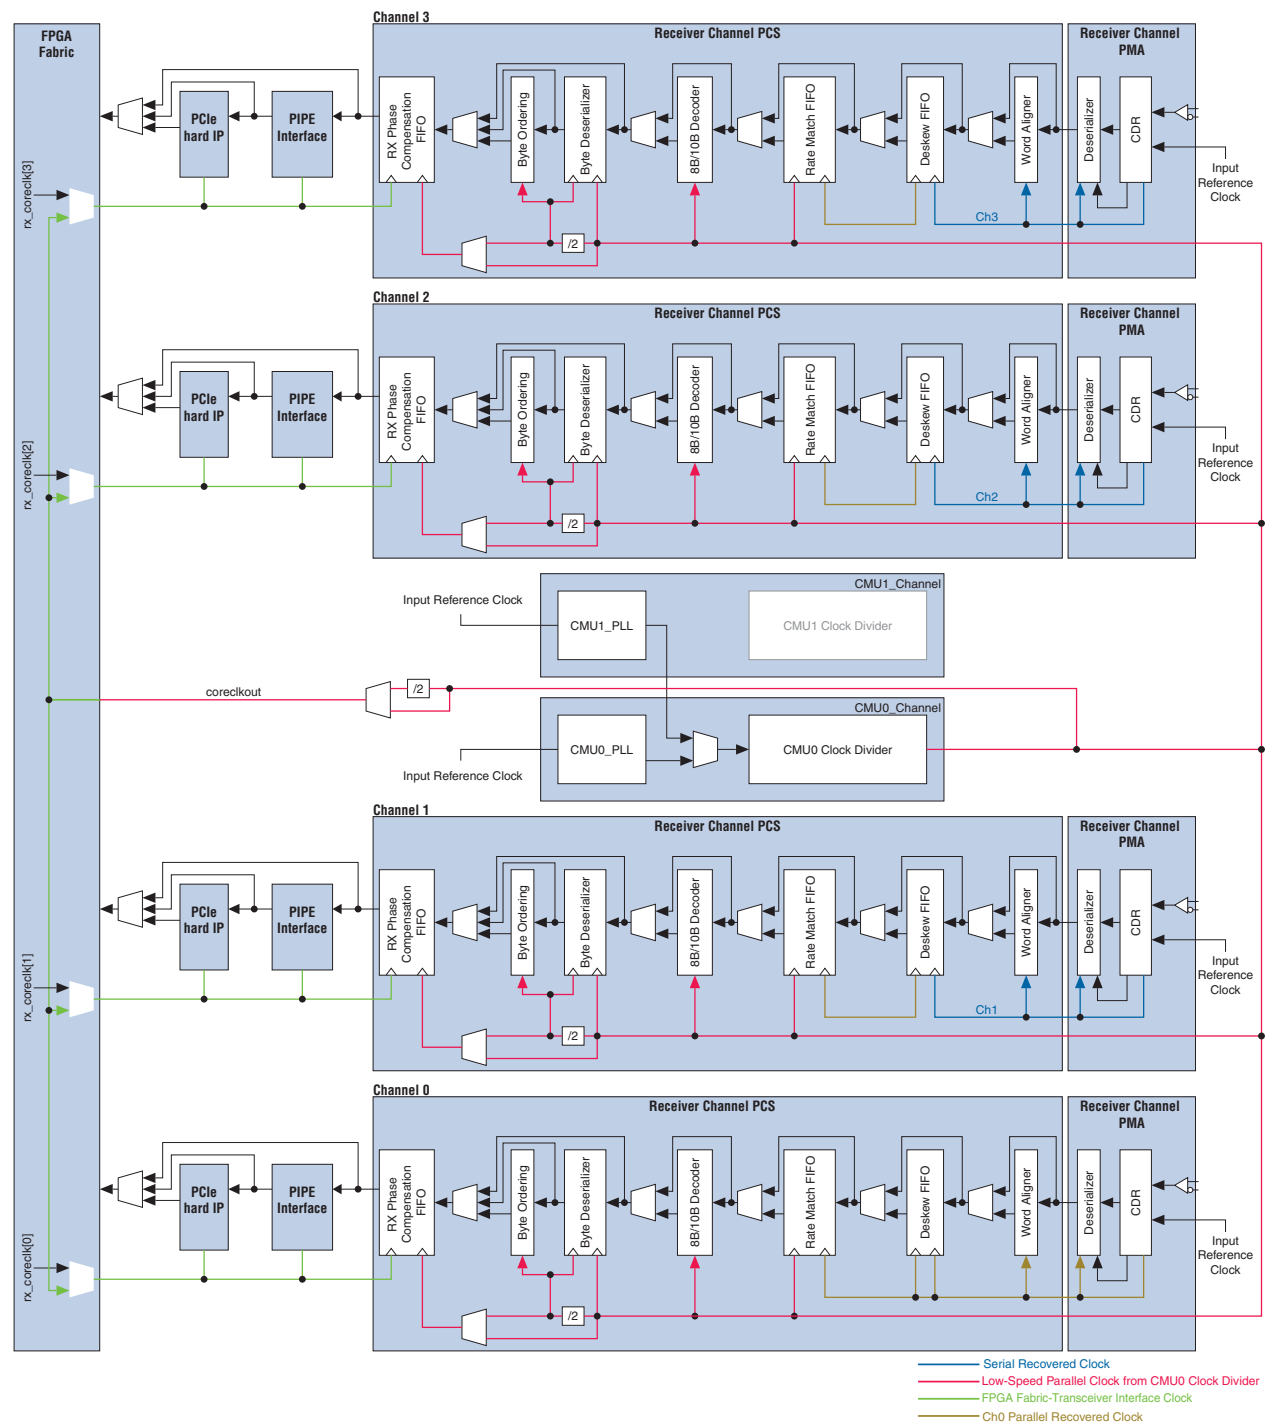 Channel 3
FPGA
Fabric
Receiver Channel PCS
Receiver Channel
PMA
PCIe
hard IP
PIPE
Interface
RX Phase
Compensation
FIFO
Byte Ordering
Byte Deserializer
8B/10B Decoder
Rate Match FIFO
Deskew FIFO
Word Aligner
Deserializer
CDR
Input
Reference
Clock
rx_coreclk[3]
Ch3
/2
Channel 2
Receiver Channel PCS
Receiver Channel
PMA
PCIe
hard IP
PIPE
Interface
RX Phase
Compensation
FIFO
Byte Ordering
Byte Deserializer
8B/10B Decoder
Rate Match FIFO
Deskew FIFO
Word Aligner
Deserializer
CDR
Input
Reference
Clock
rx_coreclk[2]
Ch2
/2
CMU1_Channel
Input Reference Clock
CMU1_PLL
CMU1 Clock Divider
coreclkout
/2
CMU0_Channel
CMU0_PLL
CMU0 Clock Divider
Input Reference Clock
Channel 1
Receiver Channel PCS
Receiver Channel
PMA
PCIe
hard IP
PIPE
Interface
RX Phase
Compensation
FIFO
Byte Ordering
Byte Deserializer
8B/10B Decoder
Rate Match FIFO
Deskew FIFO
Word Aligner
Deserializer
CDR
Input
Reference
Clock
rx_coreclk[1]
Ch1
/2
Channel 0
Receiver Channel PCS
Receiver Channel
PMA
PCIe
hard IP
PIPE
Interface
RX Phase
Compensation
FIFO
Byte Ordering
Byte Deserializer
8B/10B Decoder
Rate Match FIFO
Deskew FIFO
Word Aligner
Deserializer
CDR
Input
Reference
Clock
rx_coreclk[0]
/2
Serial Recovered Clock
Low-Speed Parallel Clock from CMU0 Clock Divider
FPGA Fabric-Transceiver Interface Clock
Ch0 Parallel Recovered Clock